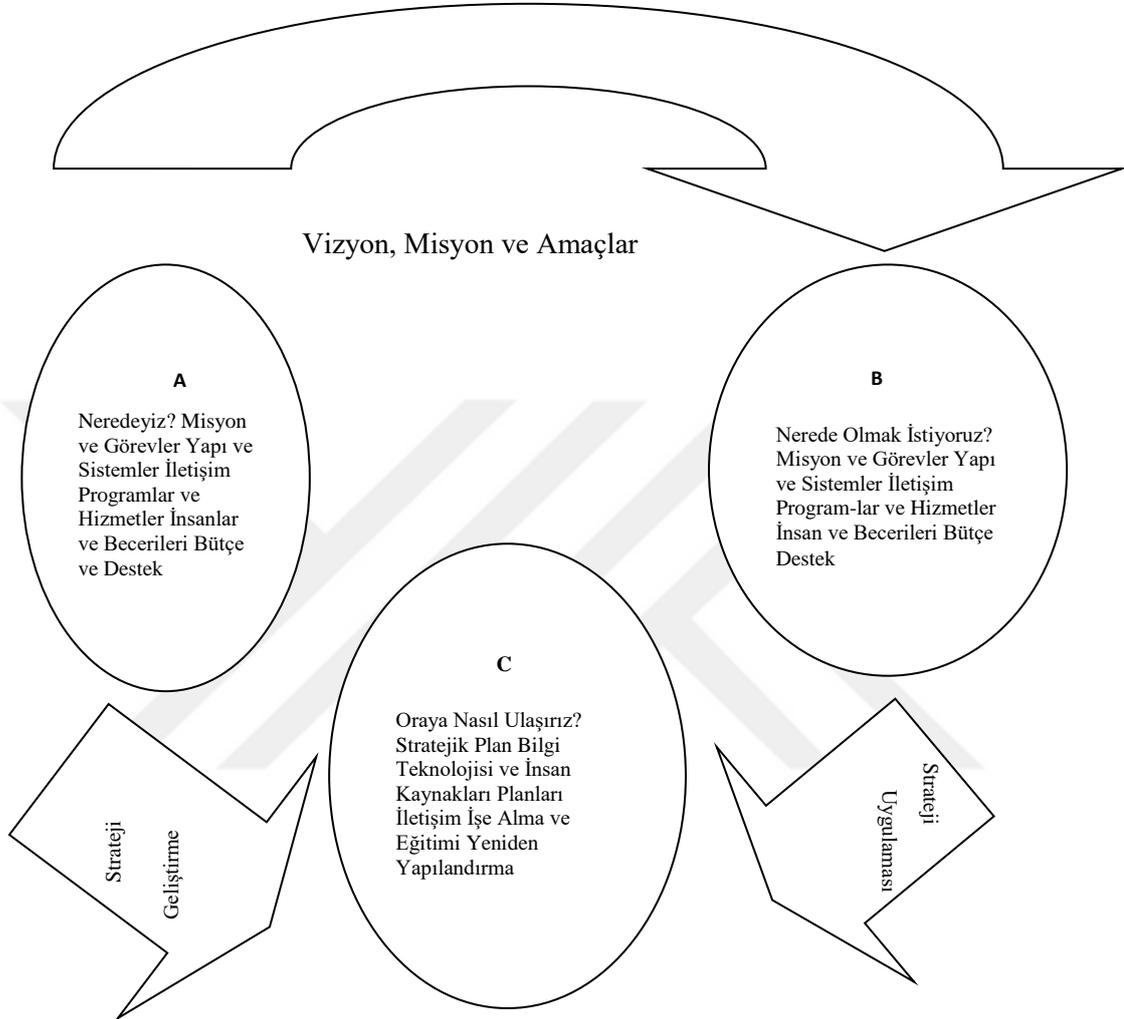 Vizyon, Misyon ve Amaçlar
A
Neredeyiz? Misyon
ve Görevler Yapı ve
Sistemler İletişim
Programlar ve
Hizmetler İnsanlar
ve Becerileri Bütçe
ve Destek
B
Nerede Olmak İstiyoruz?
Misyon ve Görevler Yapı
ve Sistemler İletişim
Program-lar ve Hizmetler
İnsan ve Becerileri Bütçe
Destek
C
Oraya Nasıl Ulaşırız?
Stratejik Plan Bilgi
Teknolojisi ve İnsan
Kaynakları Planları
İletişim İşe Alma ve
Eğitimi Yeniden
Yapılandırma
Strateji
Geliştirme
Strateji
Uygulaması